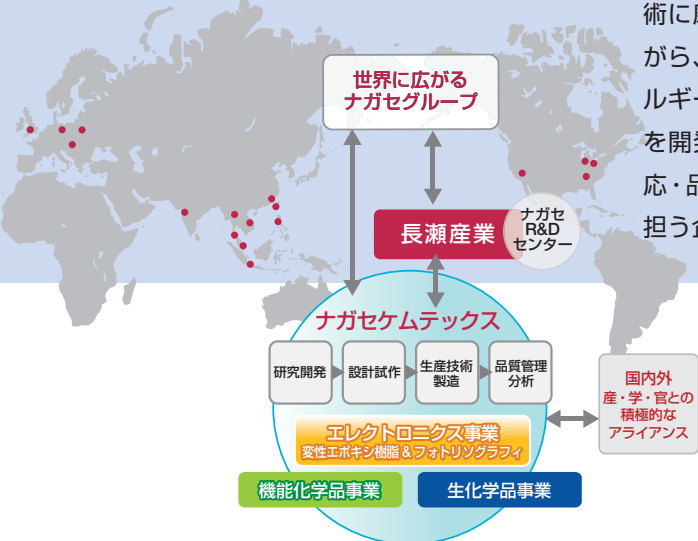 術に
がら、
ルギー
を開発
応・品
担う企
世界に広がる
ナガセグループ
長瀬産業
ナガセ
R&D
センター
ナガセケムテックス
研究開発
設計試作
生産技術
製造
品質管理
分析
国内外
産・学・官との
積極的な
アライアンス
エレクトロニクス事業
変性エポキシ樹脂&フォトリソグラフィ
機能化学品事業
生化学品事業